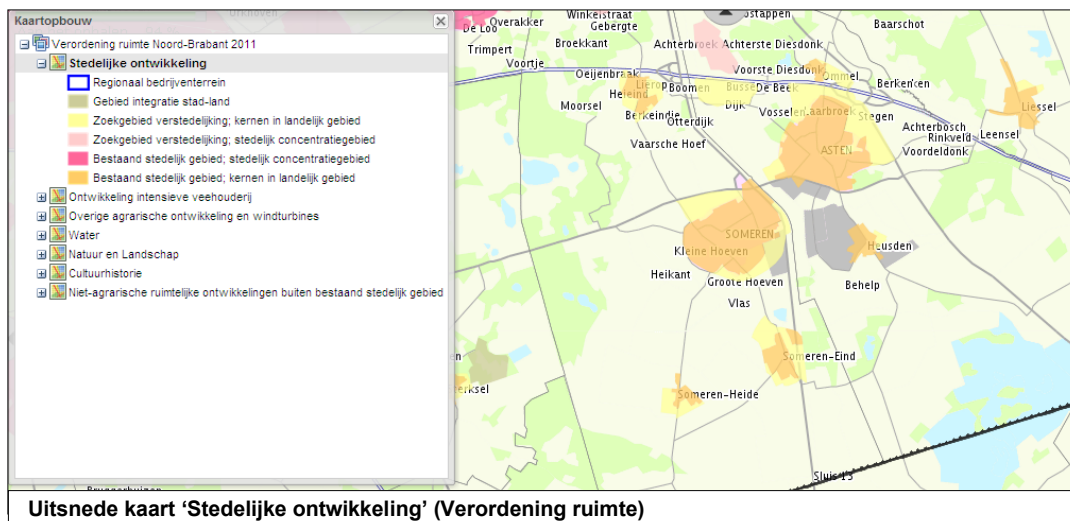 Kaartopbouw
Verordening ruimte Noord-Brabant 2011
Stedelijke ontwikkeling
Regionaal bedrijventerrein
Gebied integratie stad-land
Zoekgebied verstedelijking; kernen in landelijk gebied
Zoekgebied verstedelijking; stedelijk concentratiegebied
Bestaand stedelijk gebied; stedelijk concentratiegebied
Bestaand stedelijk gebied; kernen in landelijk gebied
Ontwikkeling intensieve veehouderij
Overige agrarische ontwikkeling en windturbines
Water
Natuur en Landschap
Cultuurhistorie
Niet-agrarische ruimtelijke ontwikkelingen buiten bestaand stedelijk gebied
De Loo
Overakker
Winkelstraat
Gebergte
Baarschot
Trimpert
Broekkant
Achterbroek
Achterste Diesdonk
Voortje
Oeijenbraak
Voorste Diesdonk
Ommel
Berkenken
Lierop
Boomen
De Beek
Moorsel
Heieind
Dijk
Vosselen
Laarbroek
Stegen
Liessel
Berkeindje
Otterdijk
Achterbosch
Rinkveld
Leensel
Vaarsche Hoef
ASTEN
Voordeldonk
SOMEREN
Heusden
Kleine Hoeven
Heikant
Groote Hoeven
Behelp
Vlas
Someren-Eind
Someren-Heide
Sluis 13
Uitsnede kaart ‘Stedelijke ontwikkeling’ (Verordening ruimte)